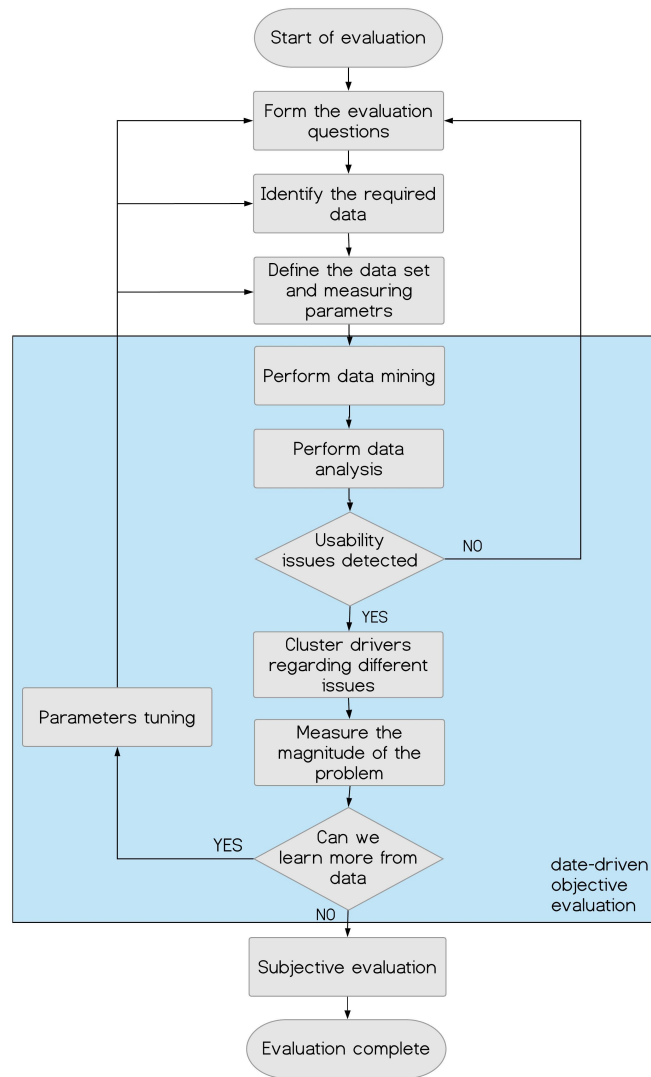 Start of evaluation
Form the evaluation
questions
Identify the required
data
Define the data set
and measuring
parametrs
Perform data mining
Perform data
analysis
Usability
issues detected
NO
YES
Cluster drivers
regarding different
issues
Parameters tuning
Measure the
magnitude of the
problem
Can we
learn more from
data
YES
NO
date-driven
objective
evaluation
Subjective evaluation
Evaluation complete